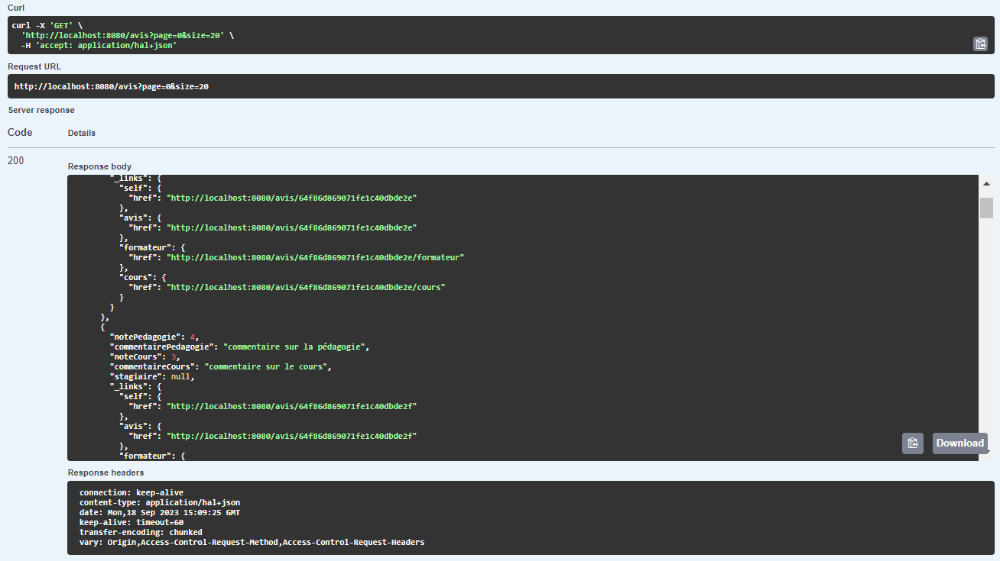 Curl
curl -X 'GET' \
  'http://localhost:8080/avis?page=0&size=20' \
  -H 'accept: application/hal+json'
Request URL
http://localhost:8080/avis?page=0&size=20
Server response
Code Details
200
Response body
        "_links": {
          "self": {
            "href": "http://localhost:8080/avis/64f86d869071fe1c40dbde2e"
          },
          "avis": {
            "href": "http://localhost:8080/avis/64f86d869071fe1c40dbde2e"
          },
          "formateur": {
            "href": "http://localhost:8080/avis/64f86d869071fe1c40dbde2e/formateur"
          },
          "cours": {
            "href": "http://localhost:8080/avis/64f86d869071fe1c40dbde2e/cours"
          }
        }
      },
      {
        "notePedagogie": 4,
        "commentairePedagogie": "commentaire sur la pédagogie",
        "noteCours": 3,
        "commentaireCours": "commentaire sur le cours",
        "stagiaire": null,
        "_links": {
          "self": {
            "href": "http://localhost:8080/avis/64f86d869071fe1c40dbde2f"
          },
          "avis": {
            "href": "http://localhost:8080/avis/64f86d869071fe1c40dbde2f"
          },
          "formateur": {
Download
Response headers
connection: keep-alive
content-type: application/hal+json
date: Mon,18 Sep 2023 15:09:25 GMT
keep-alive: timeout=60
transfer-encoding: chunked
vary: Origin,Access-Control-Request-Method,Access-Control-Request-Headers